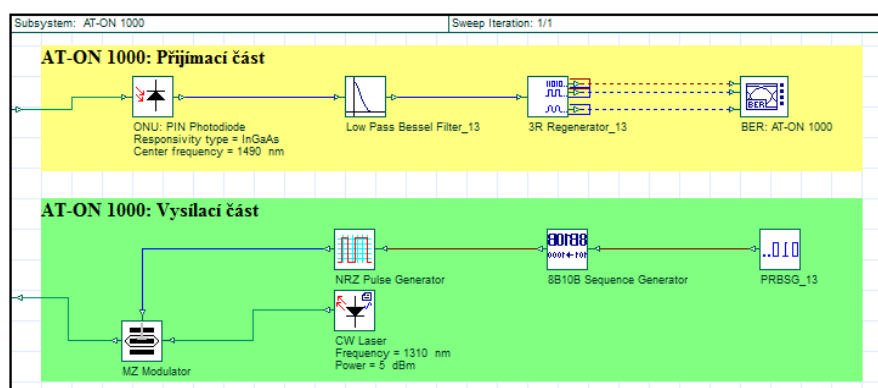 Subsystem: AT-ON 1000
Sweep Iteration: 1/1
AT-ON 1000: Přijímací část
ONU: PIN Photodiode
Responsivity type = InGaAs
Center frequency = 1490 nm
Low Pass Bessel Filter_13
3R Regenerator_13
BER
BER: AT-ON 1000
AT-ON 1000: Vysílací část
NRZ Pulse Generator
8B10B Sequence Generator
PRBSG_13
CW Laser
Frequency = 1310 nm
Power = 5 dBm
MZ Modulator